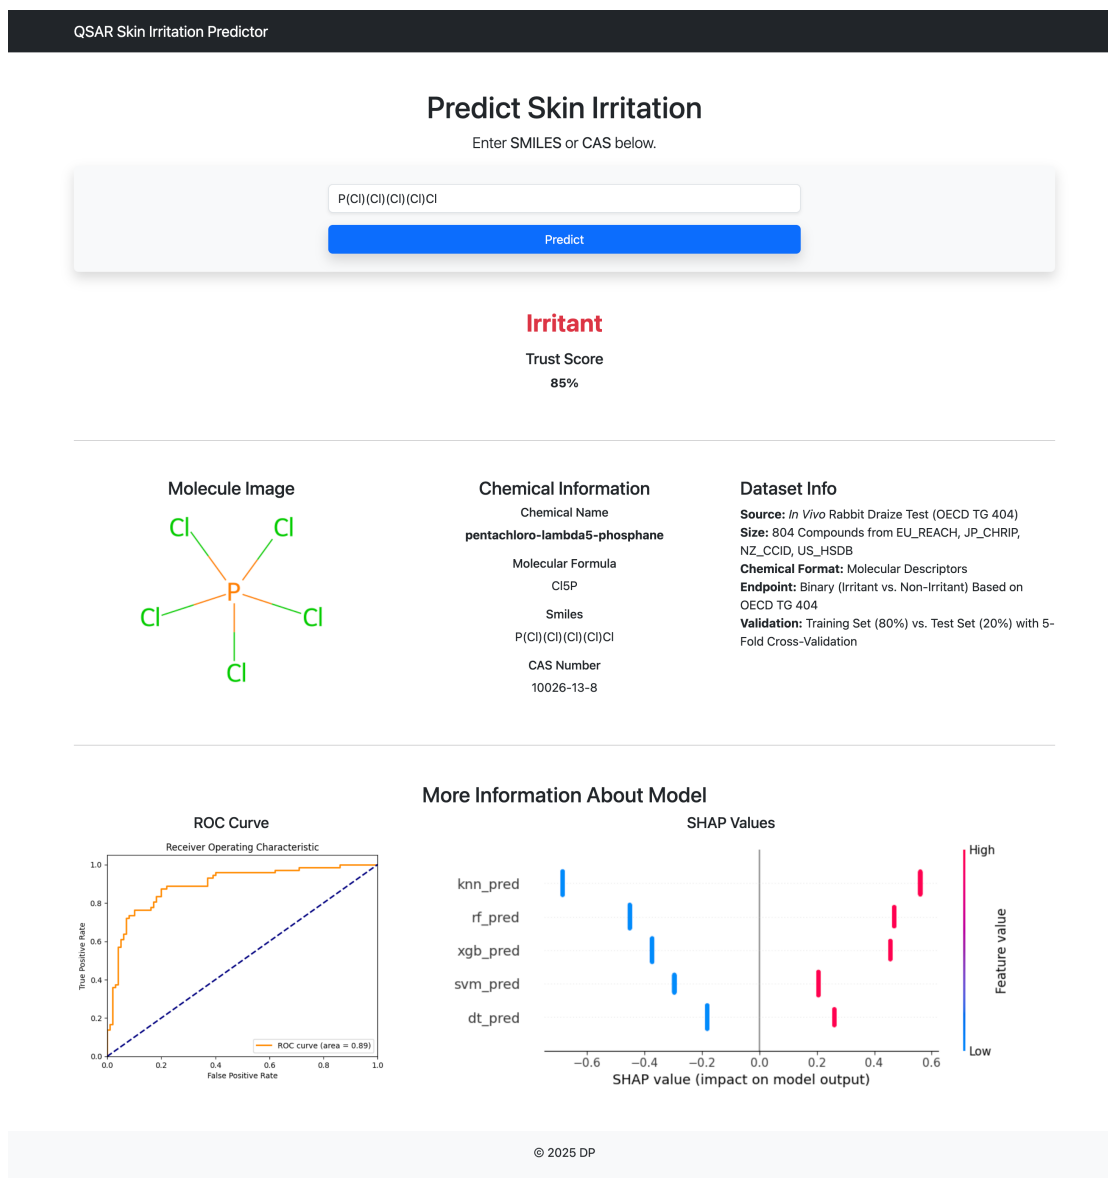 QSAR Skin Irritation Predictor
Predict Skin Irritation
Enter SMILES or CAS below.
P(Cl)(Cl)(Cl)(Cl)Cl
Predict
Irritant
Trust Score
85%
Molecule Image
Cl
Cl
P
Cl
Cl
Cl
Chemical Information
Chemical Name
pentachloro-lambda5-phosphane
Molecular Formula
Cl5P
Smiles
P(Cl)(Cl)(Cl)(Cl)Cl
CAS Number
10026-13-8
Dataset Info
Source: In Vivo Rabbit Draize Test (OECD TG 404)
Size: 804 Compounds from EU_REACH, JP_CHRIP,
NZ_CCID, US_HSDB
Chemical Format: Molecular Descriptors
Endpoint: Binary (Irritant vs. Non-Irritant) Based on
OECD TG 404
Validation: Training Set (80%) vs. Test Set (20%) with 5-
Fold Cross-Validation
More Information About Model
ROC Curve
Receiver Operating Characteristic
True Positive Rate
1.0
0.8
0.6
0.4
0.2
0.0
ROC curve (area = 0.89)
0.0 0.2 0.4 0.6 0.8 1.0
False Positive Rate
SHAP Values
knn_pred
rf_pred
xgb_pred
svm_pred
dt_pred
−0.6 −0.4 −0.2 0.0 0.2 0.4 0.6
SHAP value (impact on model output)
High
Feature value
Low
© 2025 DP